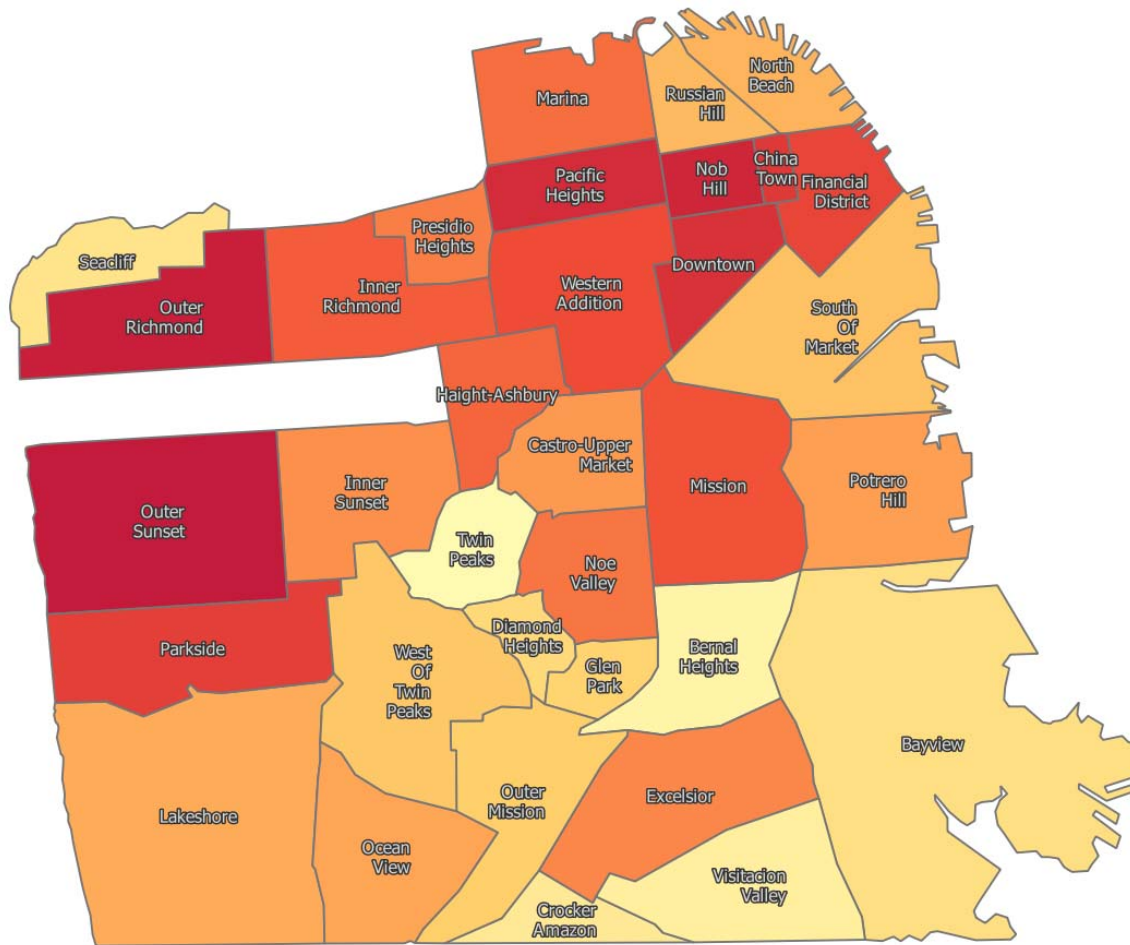 North
Beach
Russian
Hill
Marina
China
Town
Nob
Hill
Pacific
Heights
Financial
District
Presidio
Heights
Seacliff
Downtown
Inner
Richmond
Western
Addition
Outer
Richmond
South
Of
Market
Haight-Ashbury
Castro-Upper
Market
Inner
Sunset
Mission
Potrero
Hill
Outer
Sunset
Twin
Peaks
Noe
Valley
Diamond
Heights
Parkside
West
Of
Twin
Peaks
Glen
Park
Bernal
Heights
Bayview
Outer
Mission
Excelsior
Lakeshore
Ocean
View
Visitacion
Valley
Crocker
Amazon